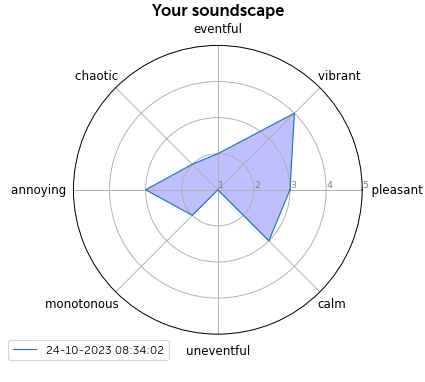 Your soundscape
eventful
chaotic
vibrant
annoying
1
2
3
4
5
pleasant
monotonous
calm
24-10-2023 08:34:02
uneventful